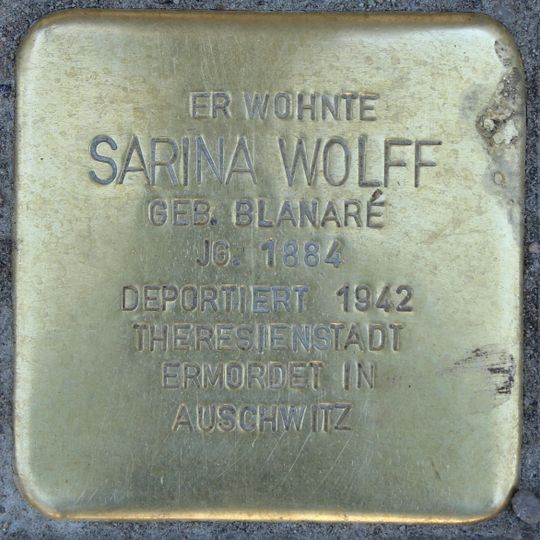 ER WOHNTE
SARINA WOLFF
GEB. BLANARÉ
JG. 1884
DEPORTIERT 1942
THERESIENSTADT
ERMORDET IN
AUSCHWITZ